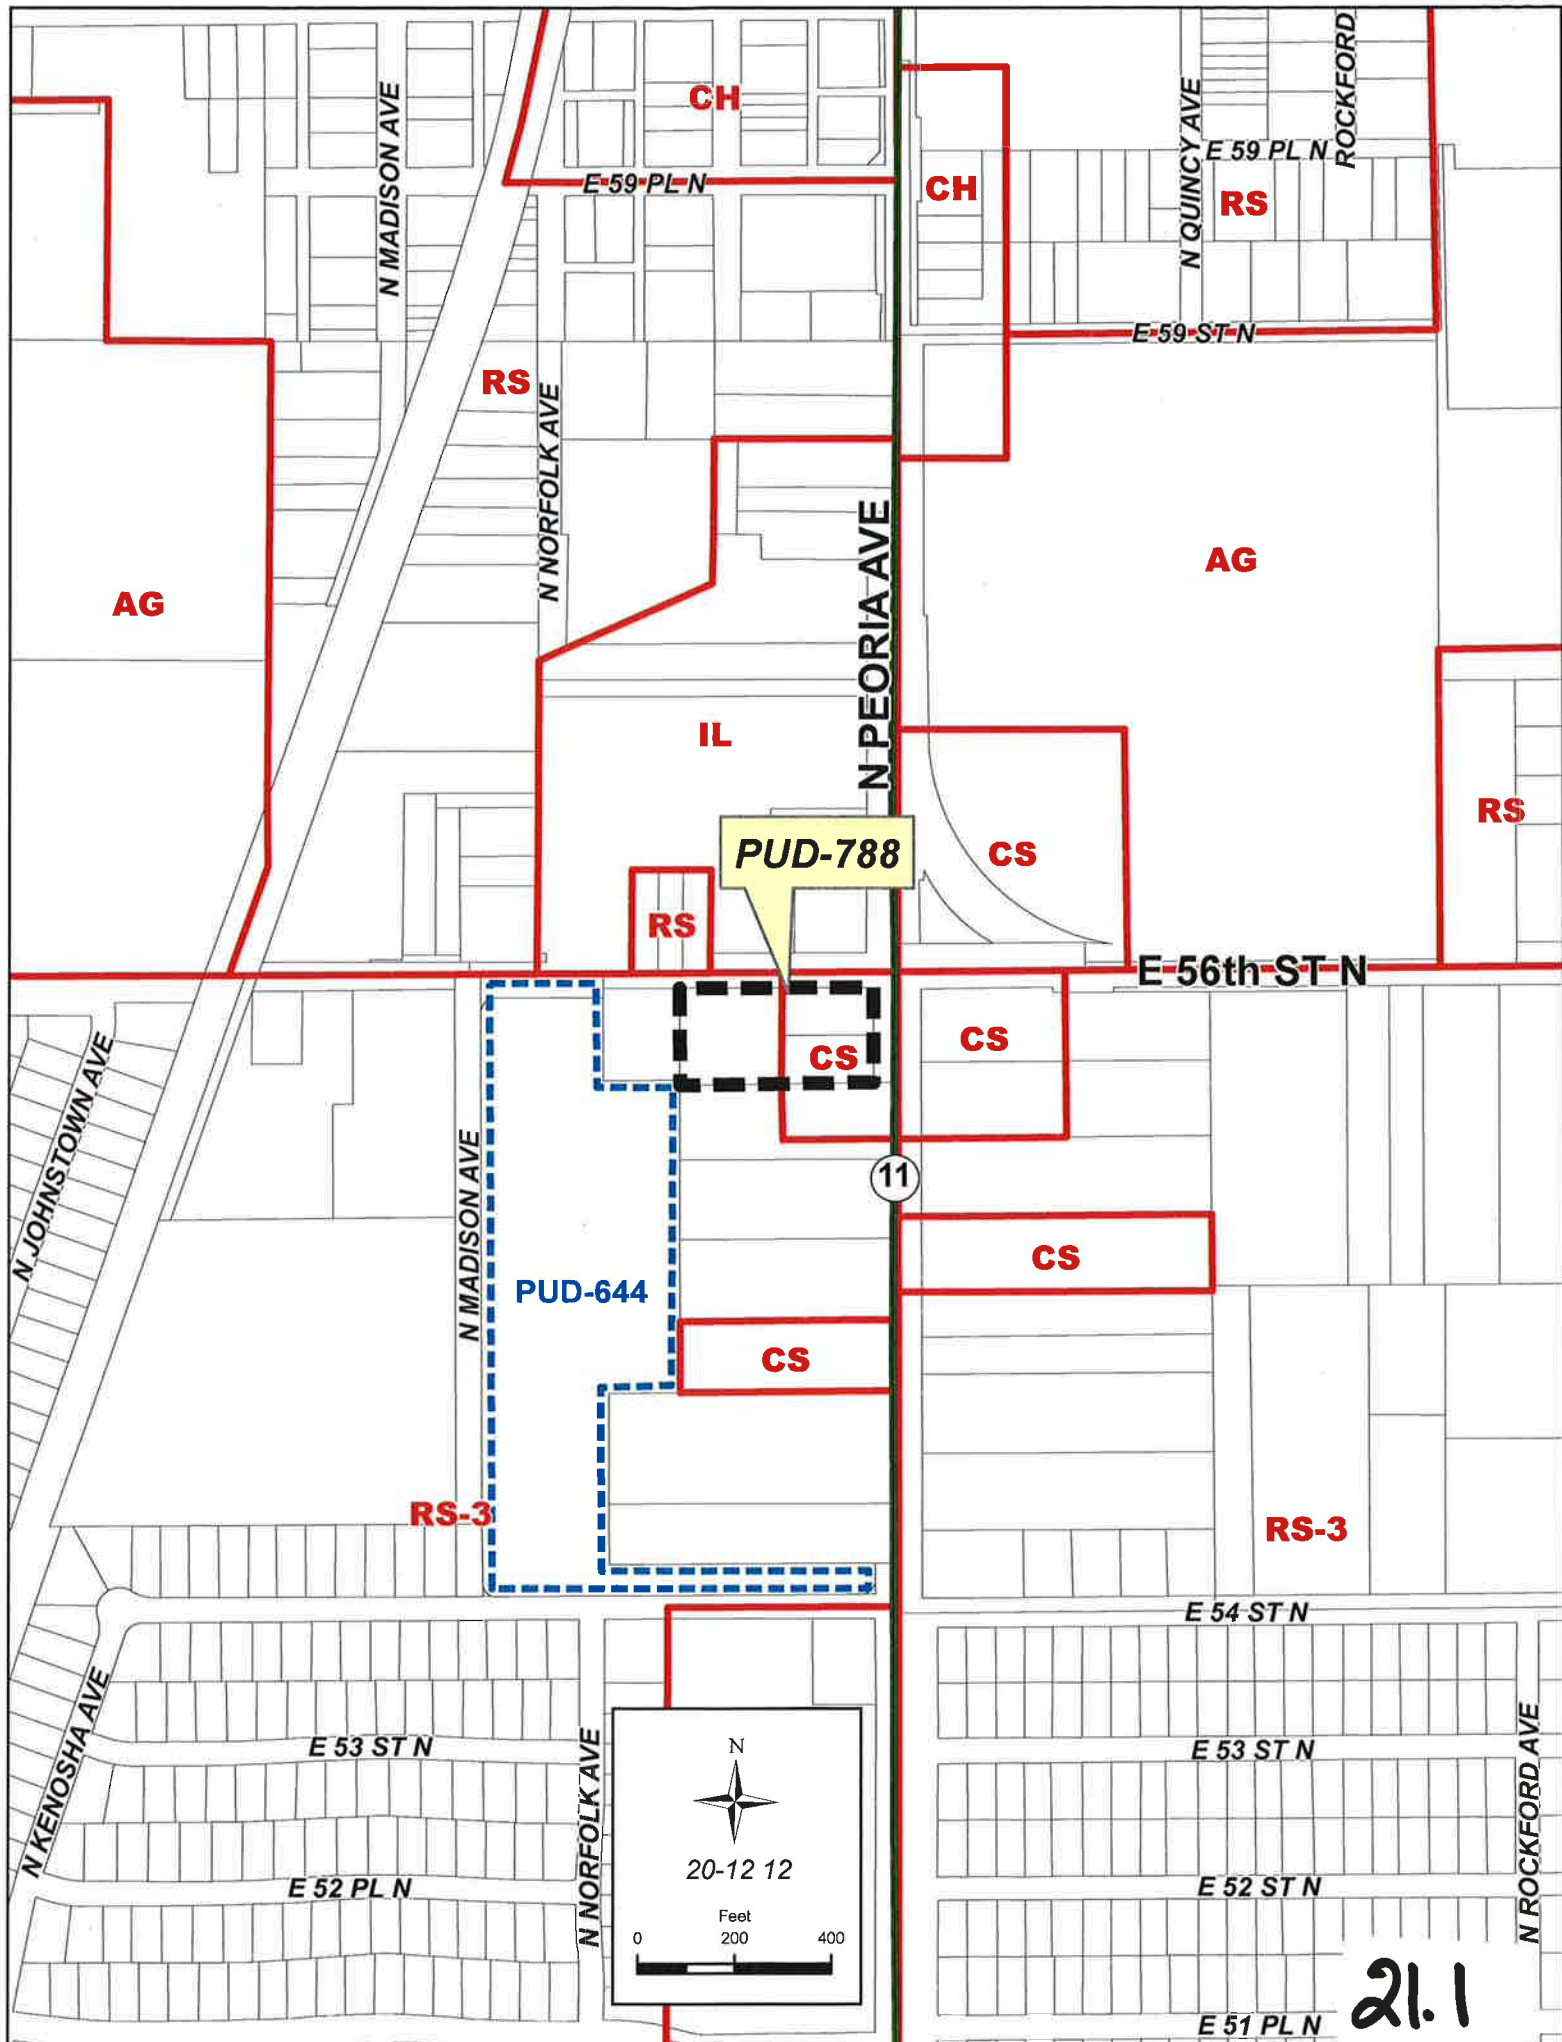 N MADISON AVE
CH
N QUINCY AVE
ROCKFORD
E 59 PL N
E 59 PL N
CH
RS
E 59 ST N
RS
N NORFOLK AVE
N PEORIA AVE
AG
AG
IL
RS
PUD-788
CS
RS
E 56th ST N
CS
CS
N JOHNSTOWN AVE
N MADISON AVE
11
CS
PUD-644
CS
RS-3
RS-3
E 54 ST N
N KENOSHA AVE
E 53 ST N
N NORFOLK AVE
N
E 53 ST N
N ROCKFORD AVE
20-12 12
E 52 PL N
E 52 ST N
Feet
0 200 400
21.1
E 51 PL N